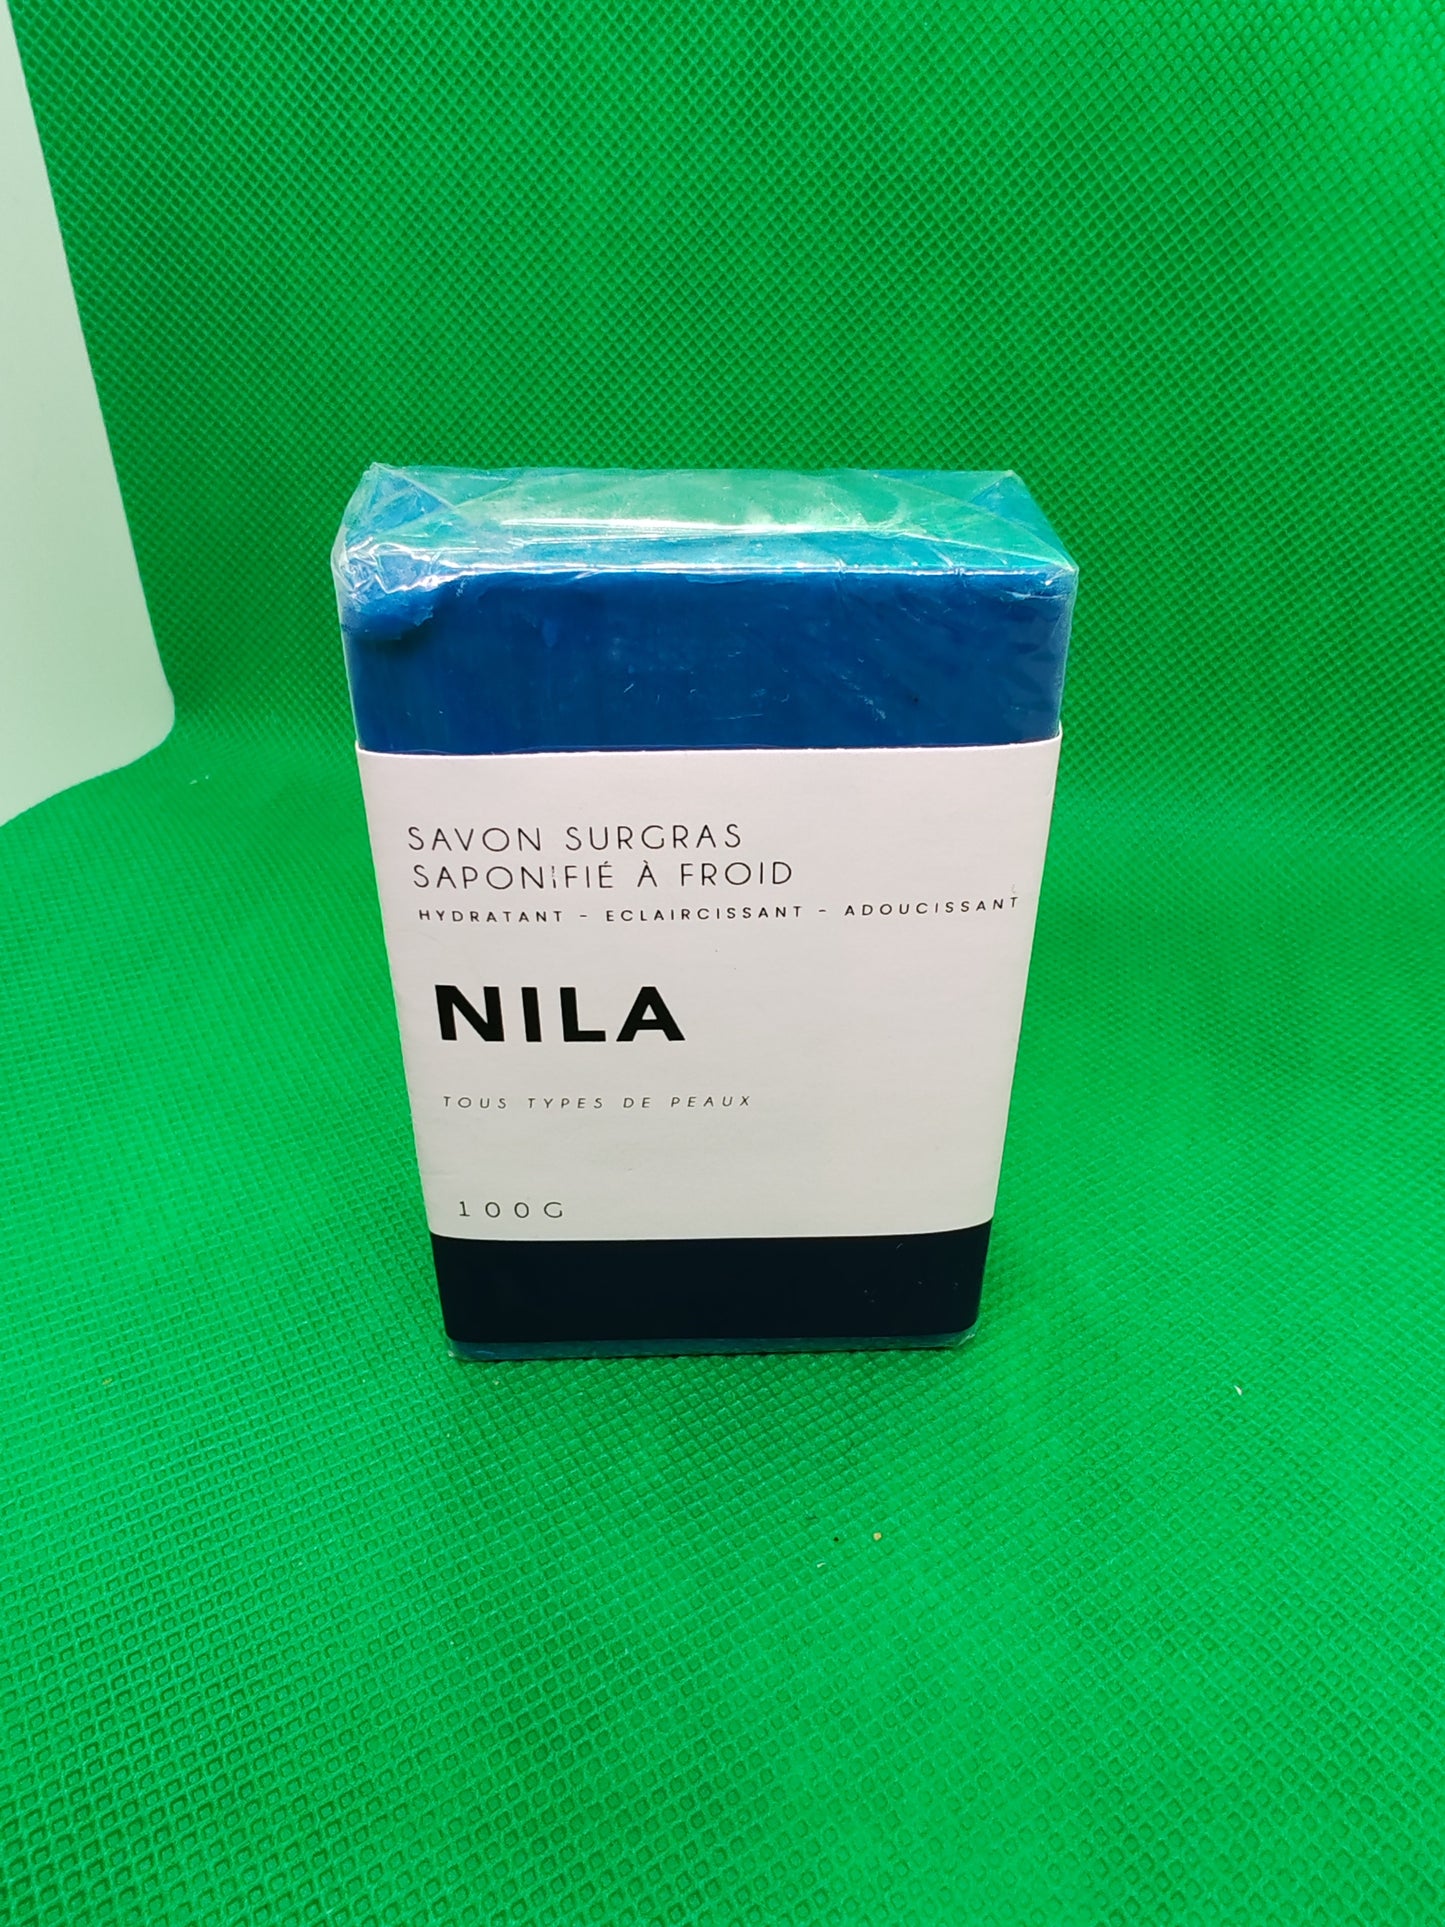 SAVON SURGRAS
SAPONIFIÉ À FROID
HYDRATANT - ECLAIRCISSANT - ADOUCISSANT
NILA
TOUS TYPES DE PEAUX
100G